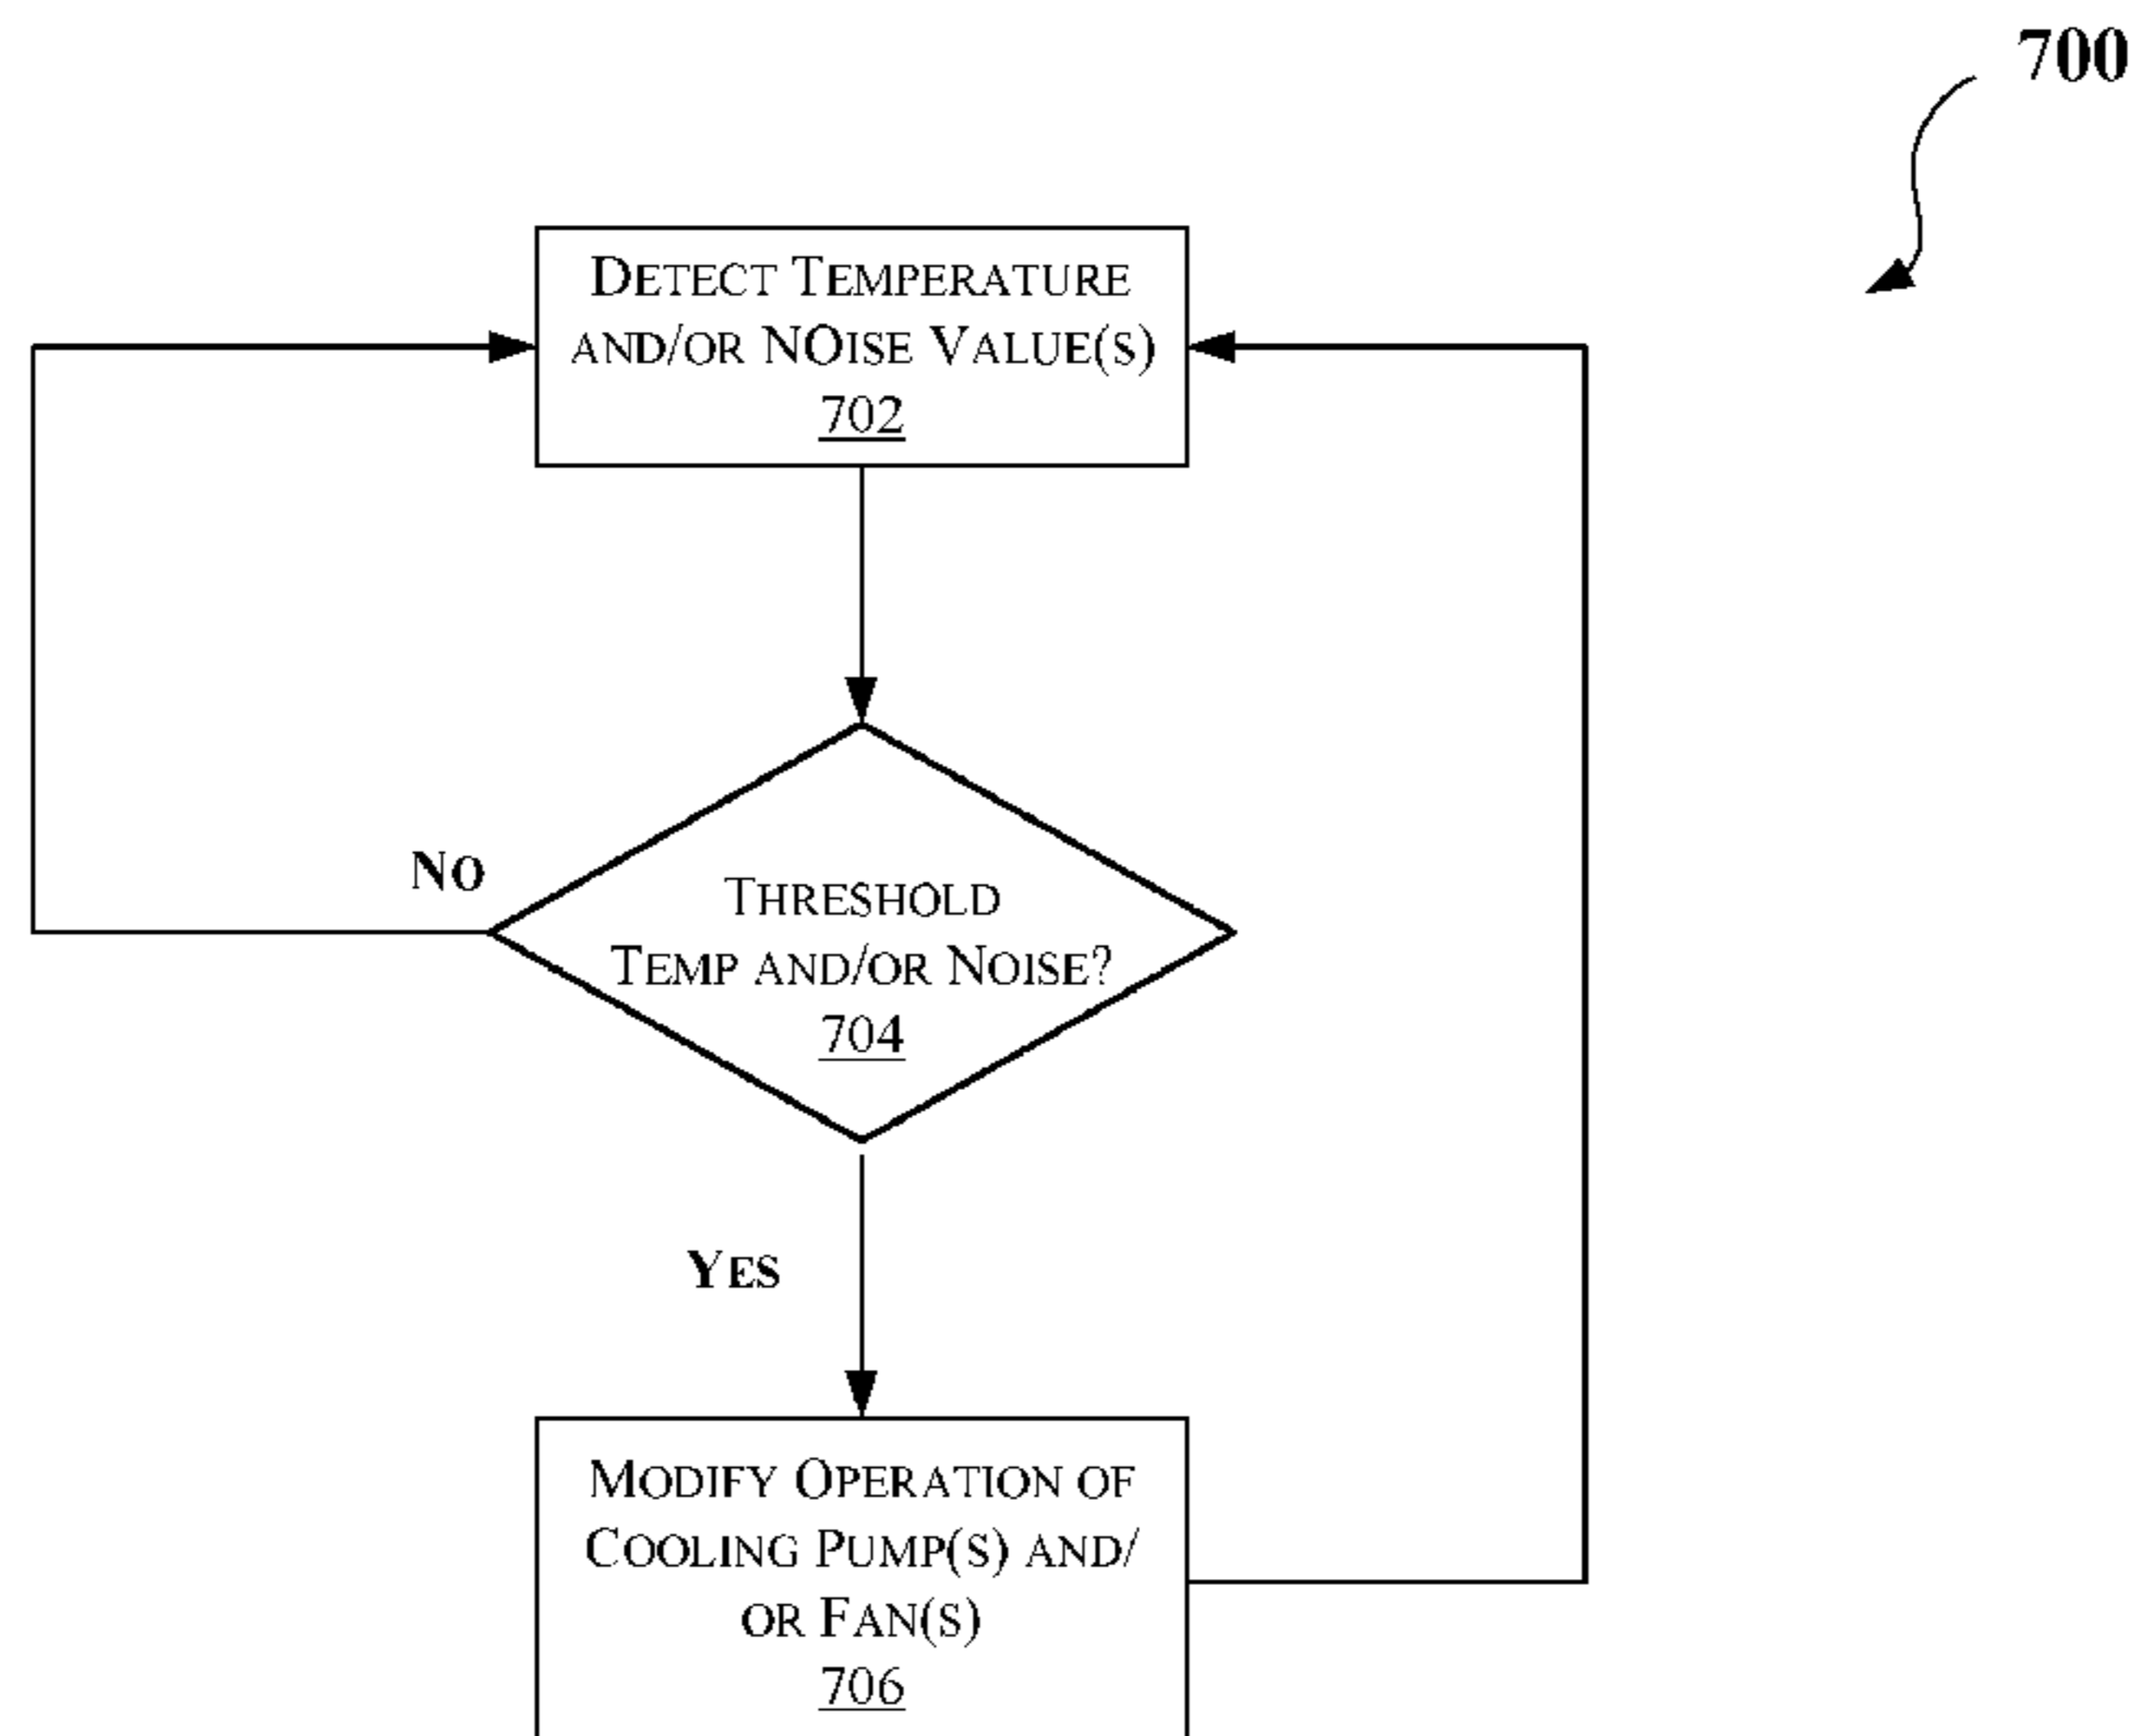 700
DETECT TEMPERATURE
AND/OR NOISE VALUE(S)
702
NO
THRESHOLD
TEMP AND/OR NOISE?
704
YES
MODIFY OPERATION OF
COOLING PUMP(S) AND/
OR FAN(S)
706